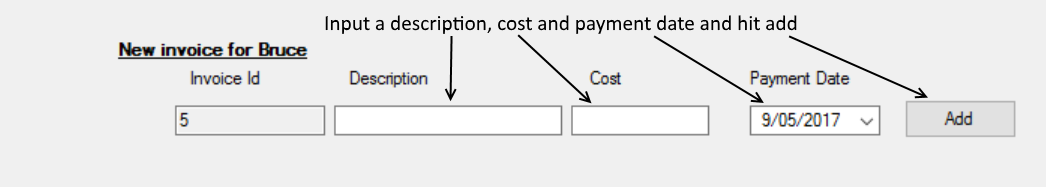 Input a description, cost and payment date and hit add
New invoice for Bruce
Invoice Id Description Cost Payment Date
5 9/05/2017 Add